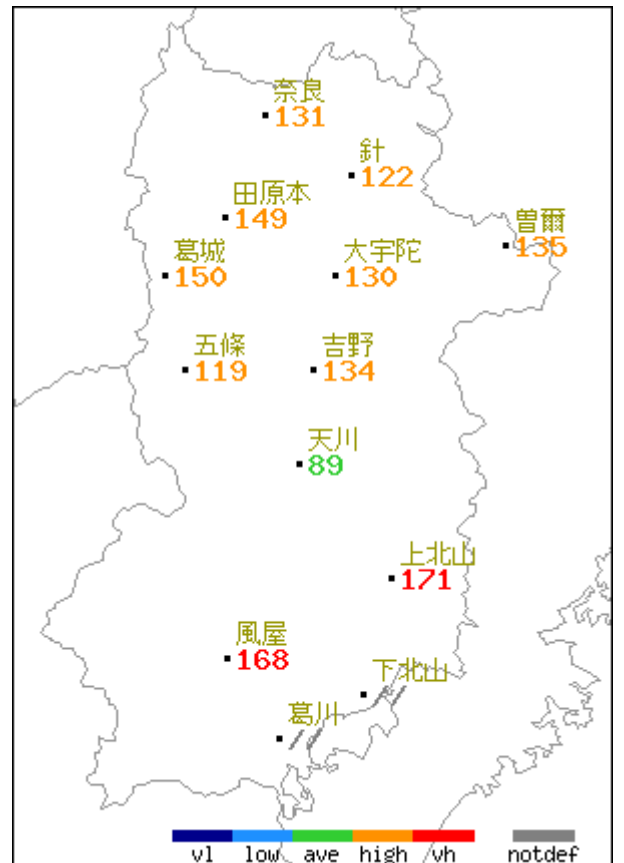 奈良
131
針
122
田原本
149
曽爾
135
葛城
150
大宇陀
130
五條
119
吉野
134
天川
89
上北山
171
風屋
168
下北山
//
葛川
//
vl low ave high vh notdef